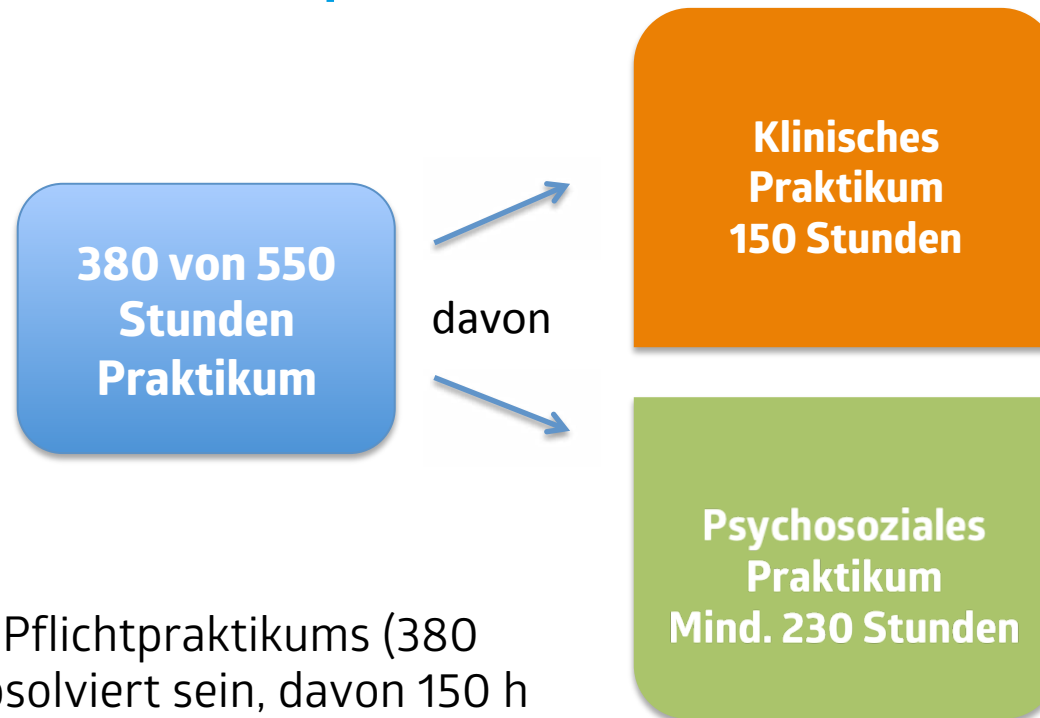 380 von 550
Stunden
Praktikum
davon
Klinisches
Praktikum
150 Stunden
Psychosoziales
Praktikum
Mind. 230 Stunden
Pflichtpraktikums (380
solviert sein, davon 150 h